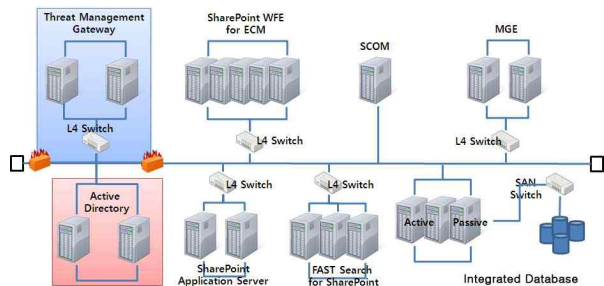 Threat Management
Gateway
L4 Switch
SharePoint WFE
for ECM
L4 Switch
SCOM
MGE
L4 Switch
Active
Directory
L4 Switch
SharePoint
Application Server
L4 Switch
FAST Search
for SharePoint
Active
Passive
SAN
Switch
Integrated Database